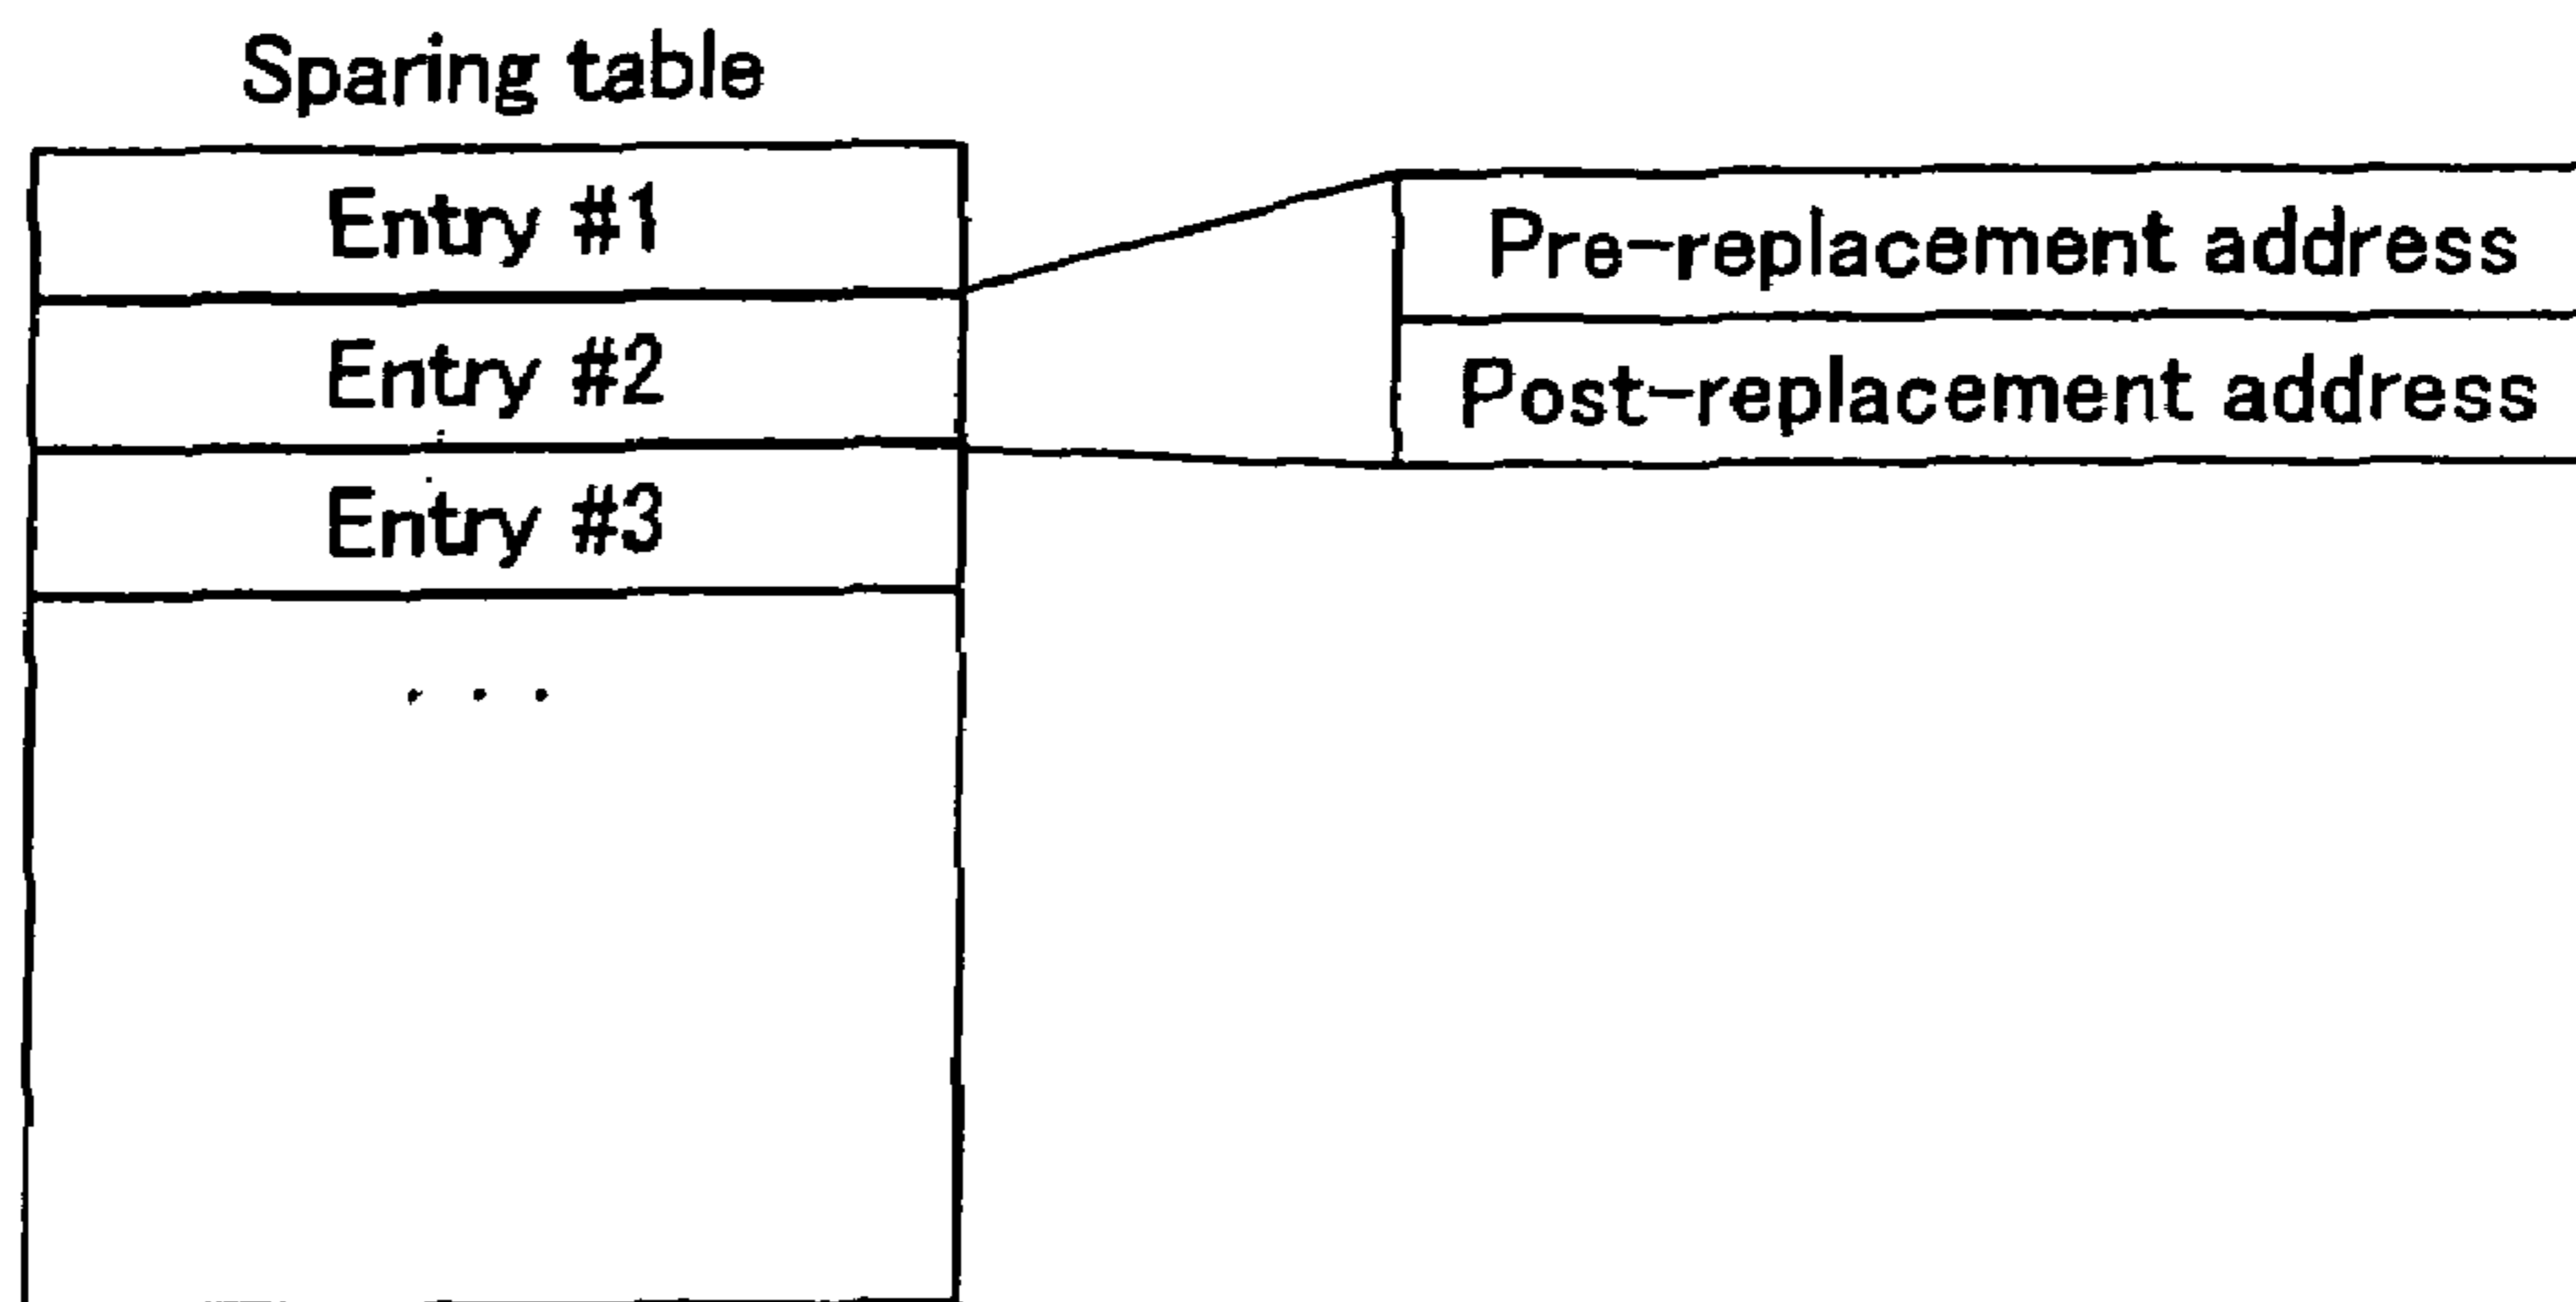 Sparing table
Entry #1
Entry #2
Entry #3
. . .
Pre-replacement address
Post-replacement address